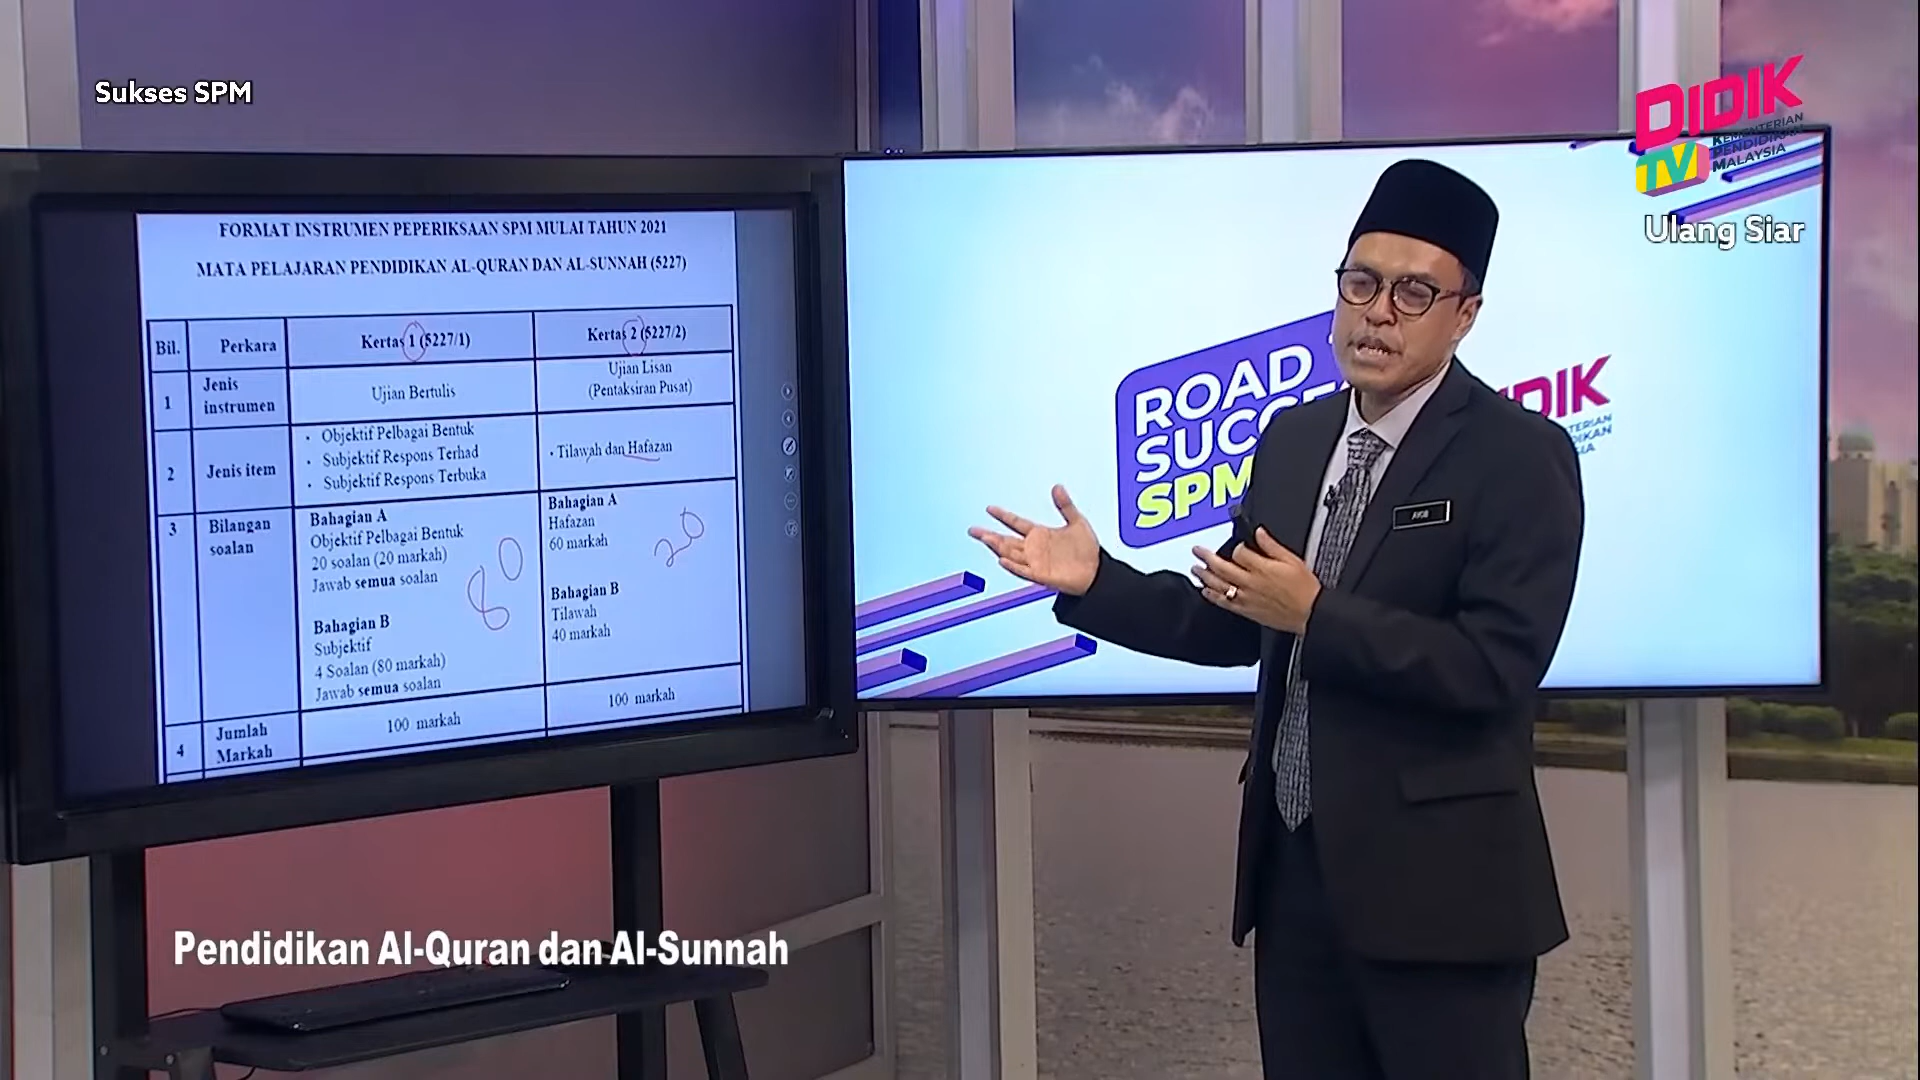 Sukses SPM
DIDIK
TV
KEMENTERIAN
PENDIDIKAN
MALAYSIA
Ulang Siar
FORMAT INSTRUMEN PEPERIKSAAN SPM MULAI TAHUN 2021
MATA PELAJARAN PENDIDIKAN AL-QURAN DAN AL-SUNNAH (5227)
Bil. Perkara Kertas 1 (5227/1) Kertas 2 (5227/2)
1 Jenis instrumen Ujian Bertulis Ujian Lisan (Pentaksiran Pusat)
2 Jenis item
• Objektif Pelbagai Bentuk
• Subjektif Respons Terhad
• Subjektif Respons Terbuka
• Tilawah dan Hafazan
3 Bilangan soalan
Bahagian A
Objektif Pelbagai Bentuk
20 soalan (20 markah)
Jawab semua soalan
80
Bahagian B
Subjektif
4 Soalan (80 markah)
Jawab semua soalan
Bahagian A
Hafazan
60 markah
20
Bahagian B
Tilawah
40 markah
4 Jumlah Markah 100 markah 100 markah
ROAD
SPM
Pendidikan Al-Quran dan Al-Sunnah